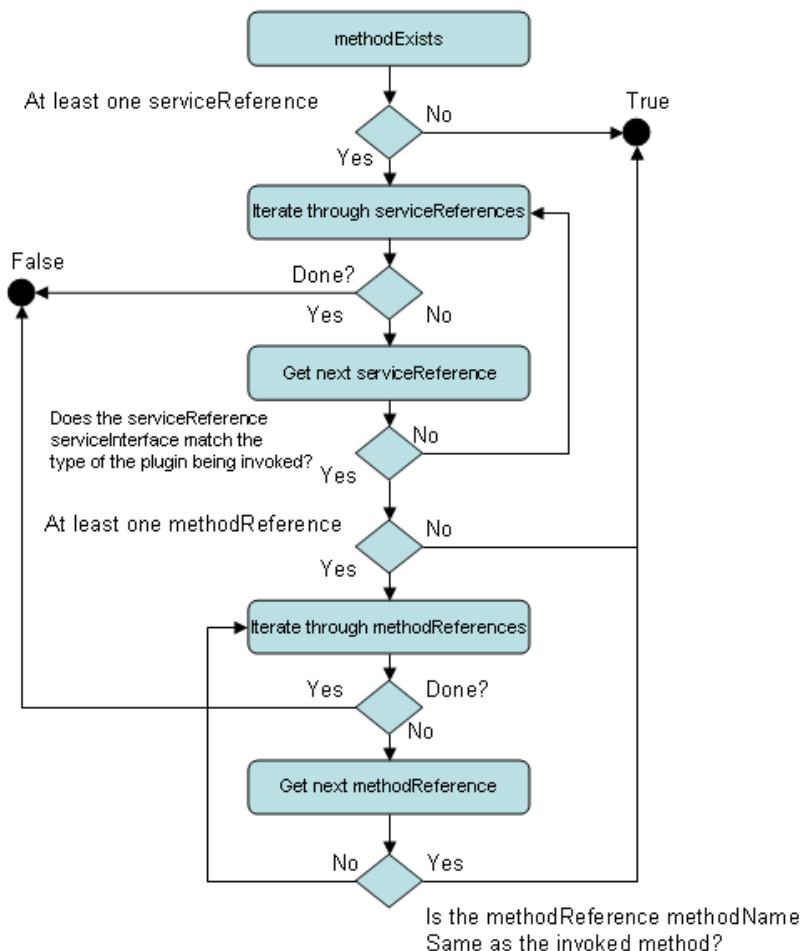 methodExists
At least one serviceReference
No
True
Yes
Iterate through serviceReferences
False
Done?
Yes
No
Get next serviceReference
Does the serviceReference
serviceInterface match the
type of the plugin being invoked?
No
Yes
At least one methodReference
No
Yes
Iterate through methodReferences
Yes
Done?
No
Get next methodReference
No
Yes
Is the methodReference methodName
Same as the invoked method?